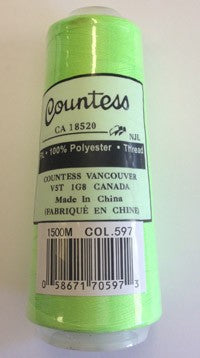 Countess
CA 18520
NJL
• 100% Polyester • Thread
COUNTESS VANCOUVER
V5T 1G8 CANADA
Made In China
(FABRIQUÉ EN CHINE)
1500M COL.597
0 58671 70597 3